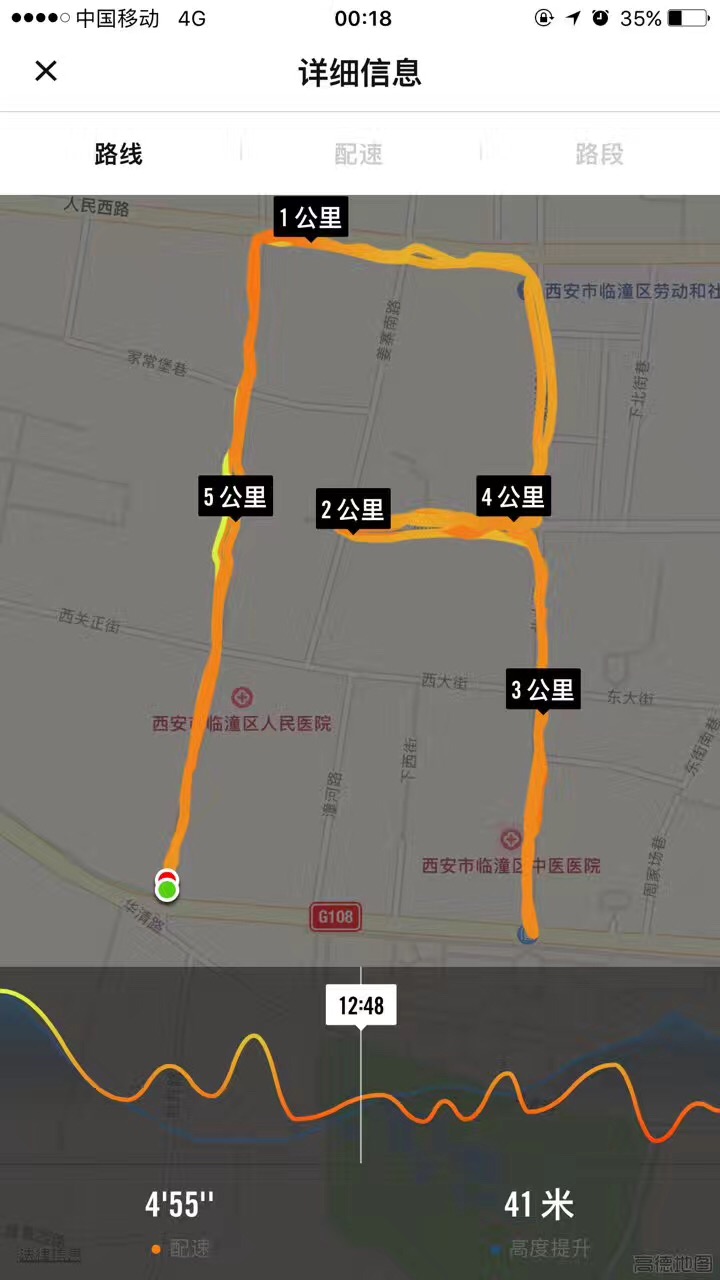 中国移动 4G 00:18 35%
详细信息
路线 配速 路段
人民西路
1 公里
西安市临潼区劳动和社
姜寨南路
家常堡巷
下北街巷
5 公里
2 公里
4 公里
西关正街
西大街
3 公里
东大街
西安市临潼区人民医院
东街南巷
下西街
潼河路
西安市临潼区中医医院
周家场巷
华清路
G108
12:48
4'55''
41 米
配速
高度提升
法律信息
高德地图